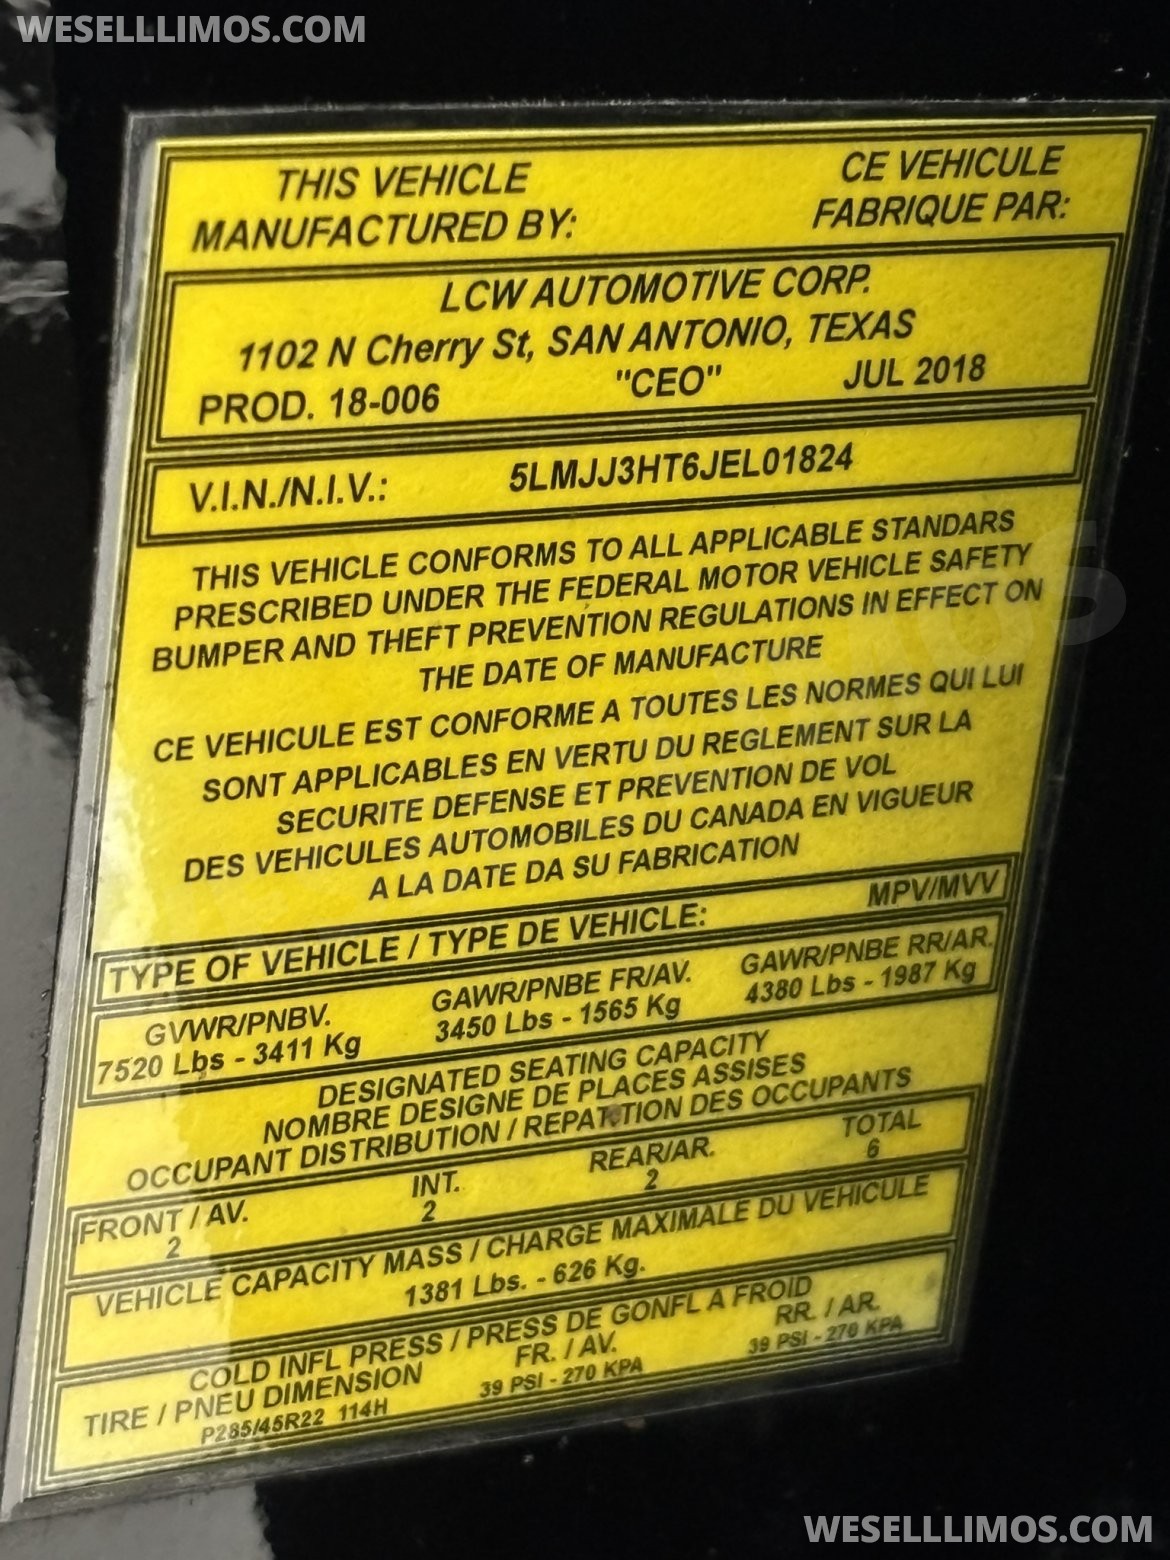 WESELLLIMOS.COM
THIS VEHICLE MANUFACTURED BY:
CE VEHICULE FABRIQUE PAR:
LCW AUTOMOTIVE CORP.
1102 N Cherry St, SAN ANTONIO, TEXAS
PROD. 18-006 "CEO" JUL 2018
V.I.N./N.I.V.: 5LMJJ3HT6JEL01824
THIS VEHICLE CONFORMS TO ALL APPLICABLE STANDARS
PRESCRIBED UNDER THE FEDERAL MOTOR VEHICLE SAFETY
BUMPER AND THEFT PREVENTION REGULATIONS IN EFFECT ON
THE DATE OF MANUFACTURE
CE VEHICULE EST CONFORME A TOUTES LES NORMES QUI LUI
SONT APPLICABLES EN VERTU DU REGLEMENT SUR LA
SECURITE DEFENSE ET PREVENTION DE VOL
DES VEHICULES AUTOMOBILES DU CANADA EN VIGUEUR
A LA DATE DA SU FABRICATION
TYPE OF VEHICLE / TYPE DE VEHICLE: MPV/MVV
GVWR/PNBV. GAWR/PNBE FR/AV. GAWR/PNBE RR/AR.
7520 Lbs - 3411 Kg 3450 Lbs - 1565 Kg 4380 Lbs - 1987 Kg
DESIGNATED SEATING CAPACITY
NOMBRE DESIGNE DE PLACES ASSISES
OCCUPANT DISTRIBUTION / REPATITION DES OCCUPANTS
FRONT / AV. INT. REAR/AR. TOTAL
2 2 2 6
VEHICLE CAPACITY MASS / CHARGE MAXIMALE DU VEHICULE
1381 Lbs. - 626 Kg.
COLD INFL PRESS / PRESS DE GONFL A FROID
TIRE / PNEU DIMENSION FR. / AV. RR. / AR.
P285/45R22 114H 39 PSI - 270 KPA 39 PSI - 270 KPA
WESELLLIMOS.COM